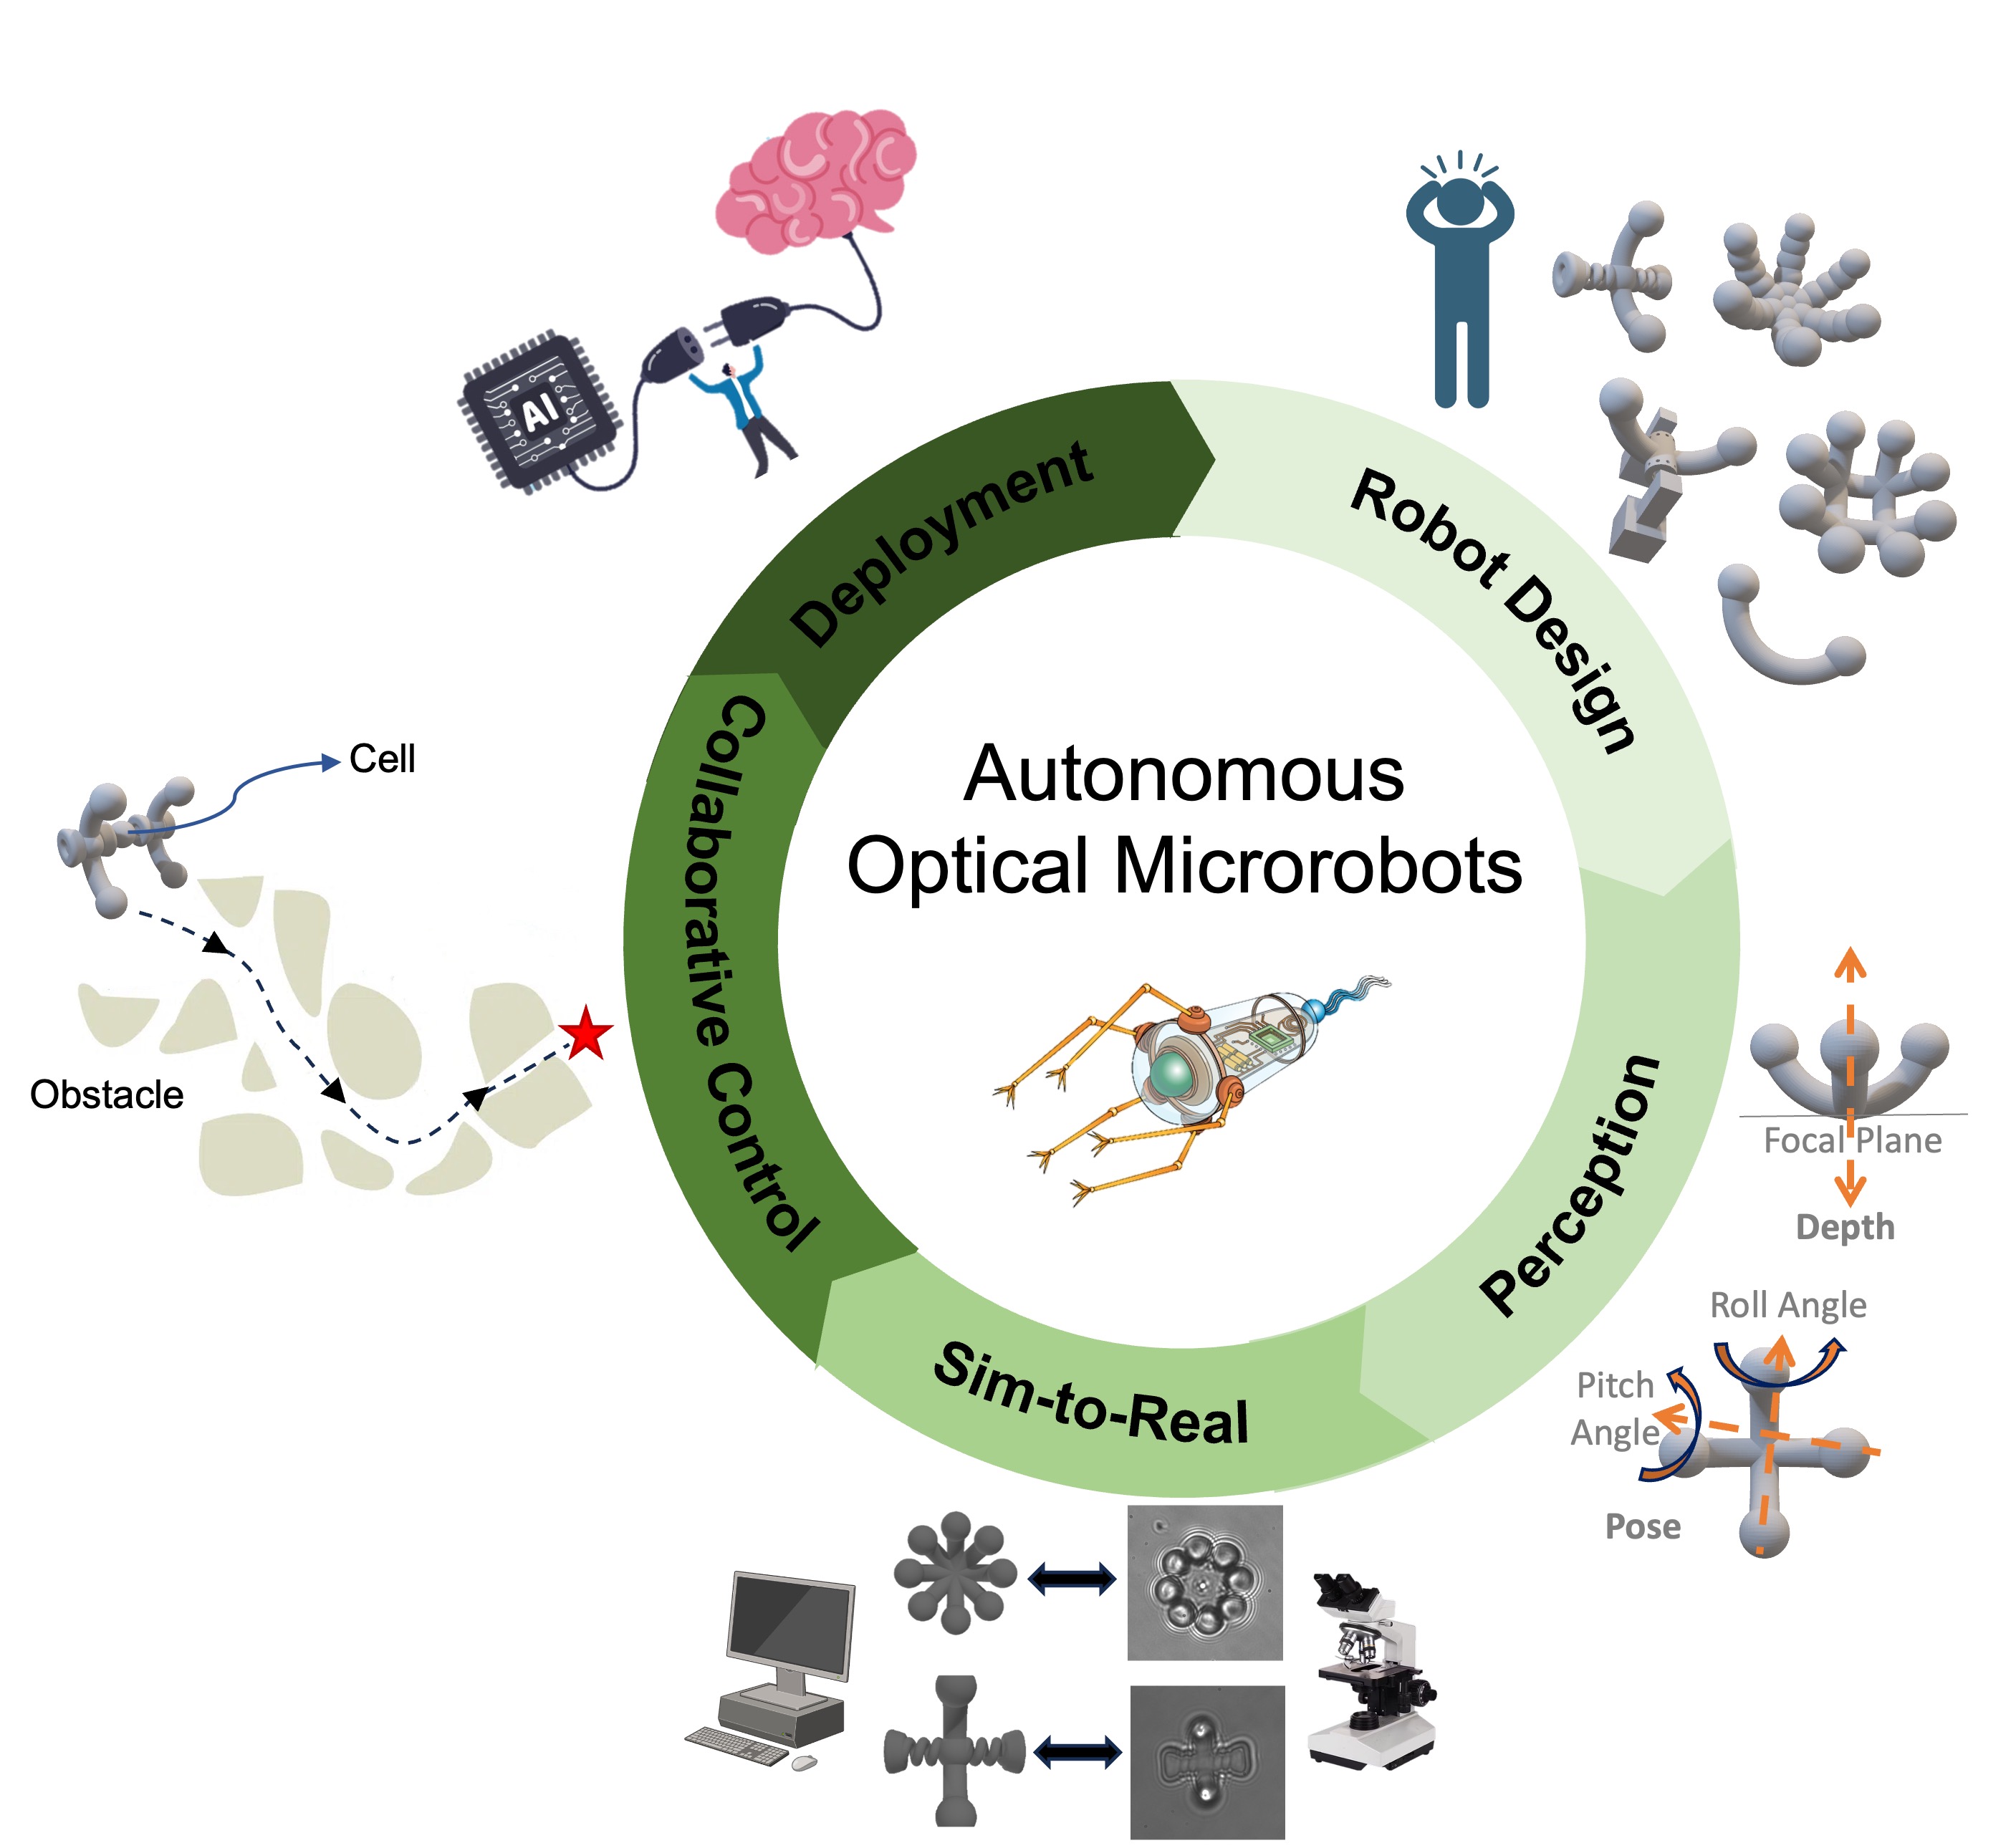 AI
Deployment
Robot Design
Cell
Collaborative Control
Autonomous
Optical Microrobots
Obstacle
Perception
Focal Plane
Depth
Roll Angle
Pitch
Angle
Pose
Sim-to-Real